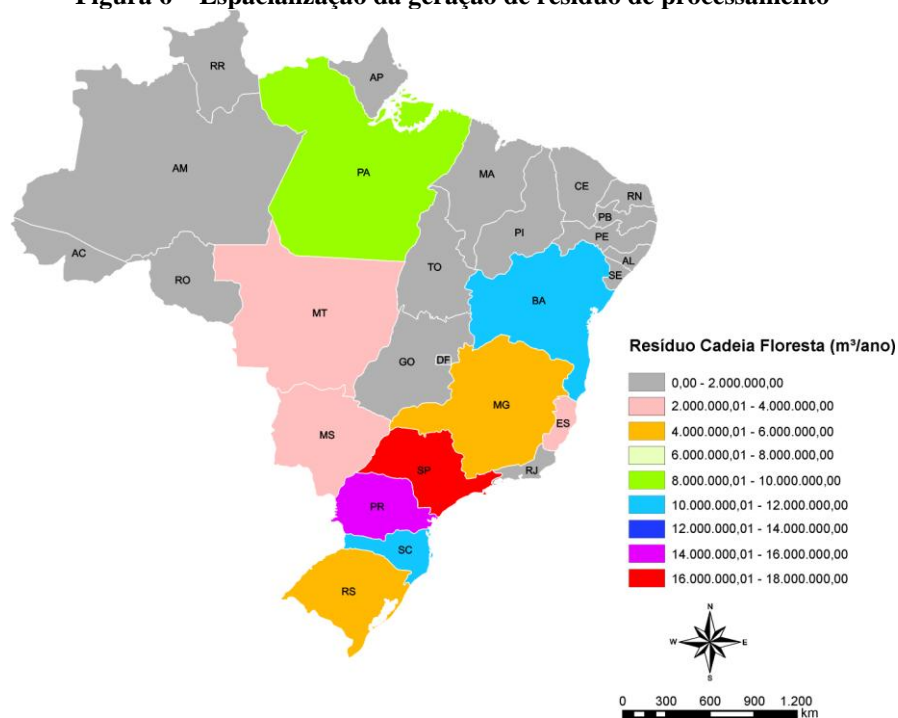 Figura 6 – Espacialização da geração de resíduo de processamento
RR
AP
AM
PA
MA
CE
RN
PB
PI
PE
AC
AL
TO
SE
RO
BA
MT
GO
DF
MG
MS
ES
SP
RJ
PR
SC
RS
Resíduo Cadeia Floresta (m³/ano)
0,00 - 2.000.000,00
2.000.000,01 - 4.000.000,00
4.000.000,01 - 6.000.000,00
6.000.000,01 - 8.000.000,00
8.000.000,01 - 10.000.000,00
10.000.000,01 - 12.000.000,00
12.000.000,01 - 14.000.000,00
14.000.000,01 - 16.000.000,00
16.000.000,01 - 18.000.000,00
N
W E
S
0 300 600 900 1.200
km